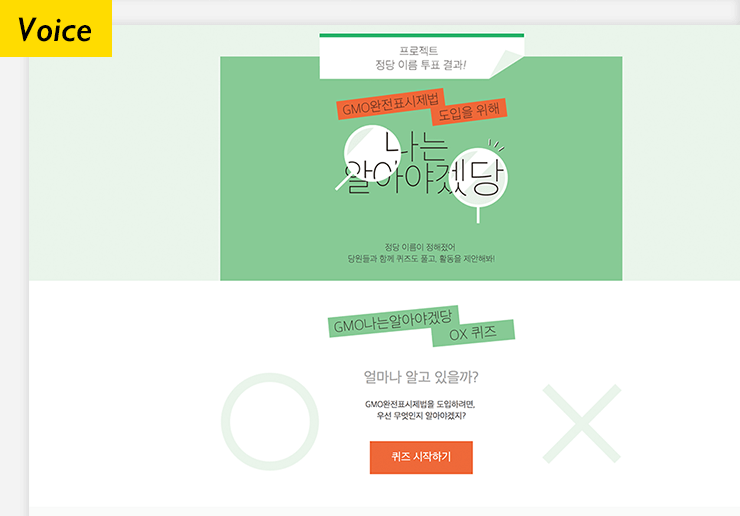 Voice
프로젝트
정당 이름 투표 결과!
GMO완전표시제법
도입을 위해
나는
알아야겠당
정당 이름이 정해졌어
당원들과 함께 퀴즈도 풀고, 활동을 제안해봐!
GMO나는알아야겠당
OX 퀴즈
얼마나 알고 있을까?
GMO완전표시제법을 도입하려면,
우선 무엇인지 알아야겠지?
퀴즈 시작하기